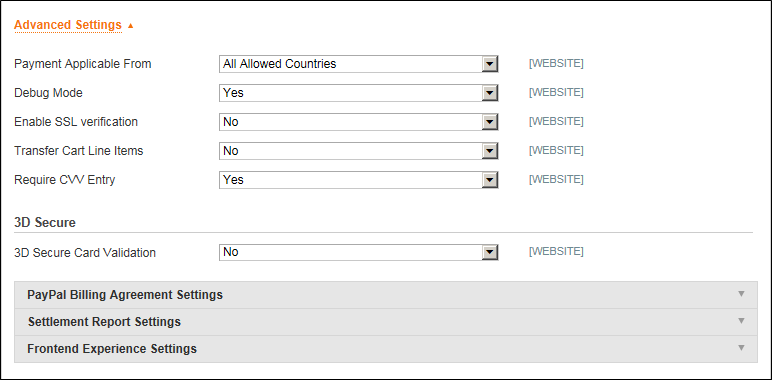 Advanced Settings
Payment Applicable From All Allowed Countries [WEBSITE]
Debug Mode Yes [WEBSITE]
Enable SSL verification No [WEBSITE]
Transfer Cart Line Items No [WEBSITE]
Require CVV Entry Yes [WEBSITE]
3D Secure
3D Secure Card Validation No [WEBSITE]
PayPal Billing Agreement Settings
Settlement Report Settings
Frontend Experience Settings